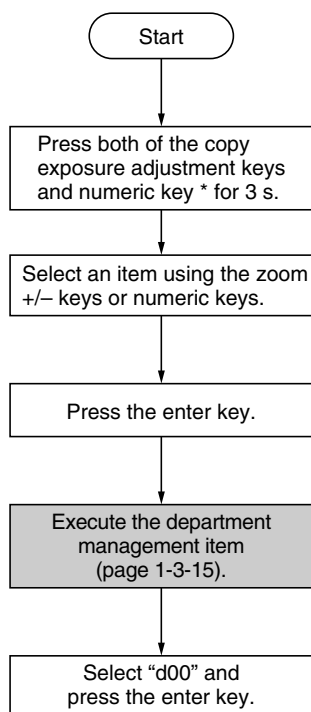 Start
Press both of the copy
exposure adjustment keys
and numeric key * for 3 s.
Select an item using the zoom
+/– keys or numeric keys.
Press the enter key.
Execute the department
management item
(page 1-3-15).
Select “d00” and
press the enter key.